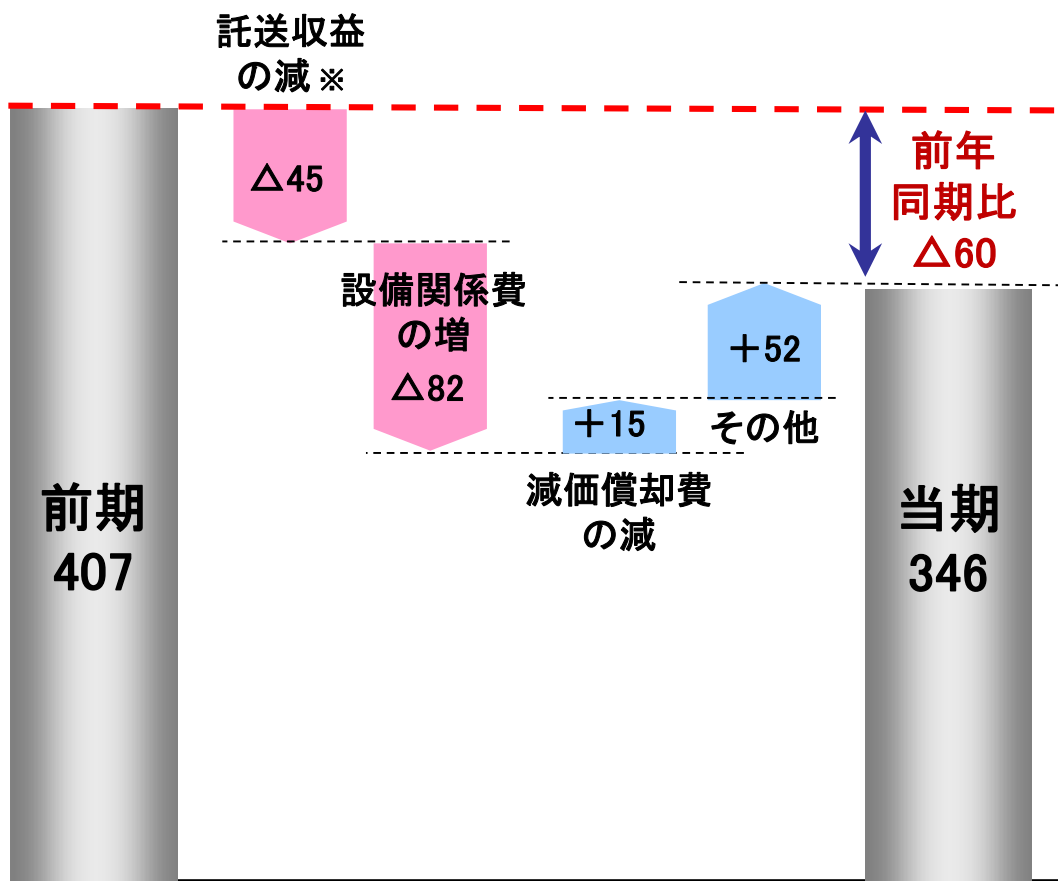 託送収益
の減※
△45
設備関係費
の増
△82
+15
減価償却費
の減
+52
その他
前年
同期比
△60
前期
407
当期
346